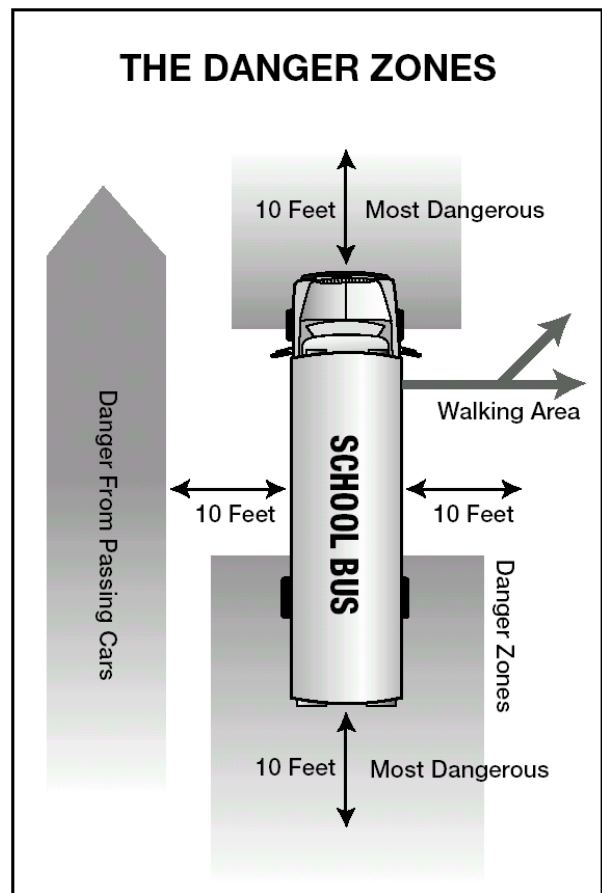 THE DANGER ZONES
10 Feet
Most Dangerous
Walking Area
Danger From Passing Cars
SCHOOL BUS
10 Feet
10 Feet
Danger Zones
10 Feet
Most Dangerous